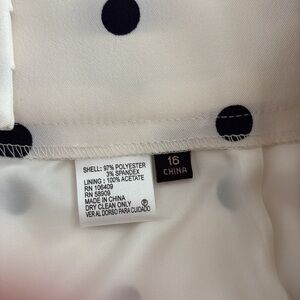 SHELL: 97% POLYESTER
3% SPANDEX
LINING: 100% ACETATE
RN 106409
RN 58909
MADE IN CHINA
DRY CLEAN ONLY
VER AL DORSO PARA CUIDADO
®
16
CHINA